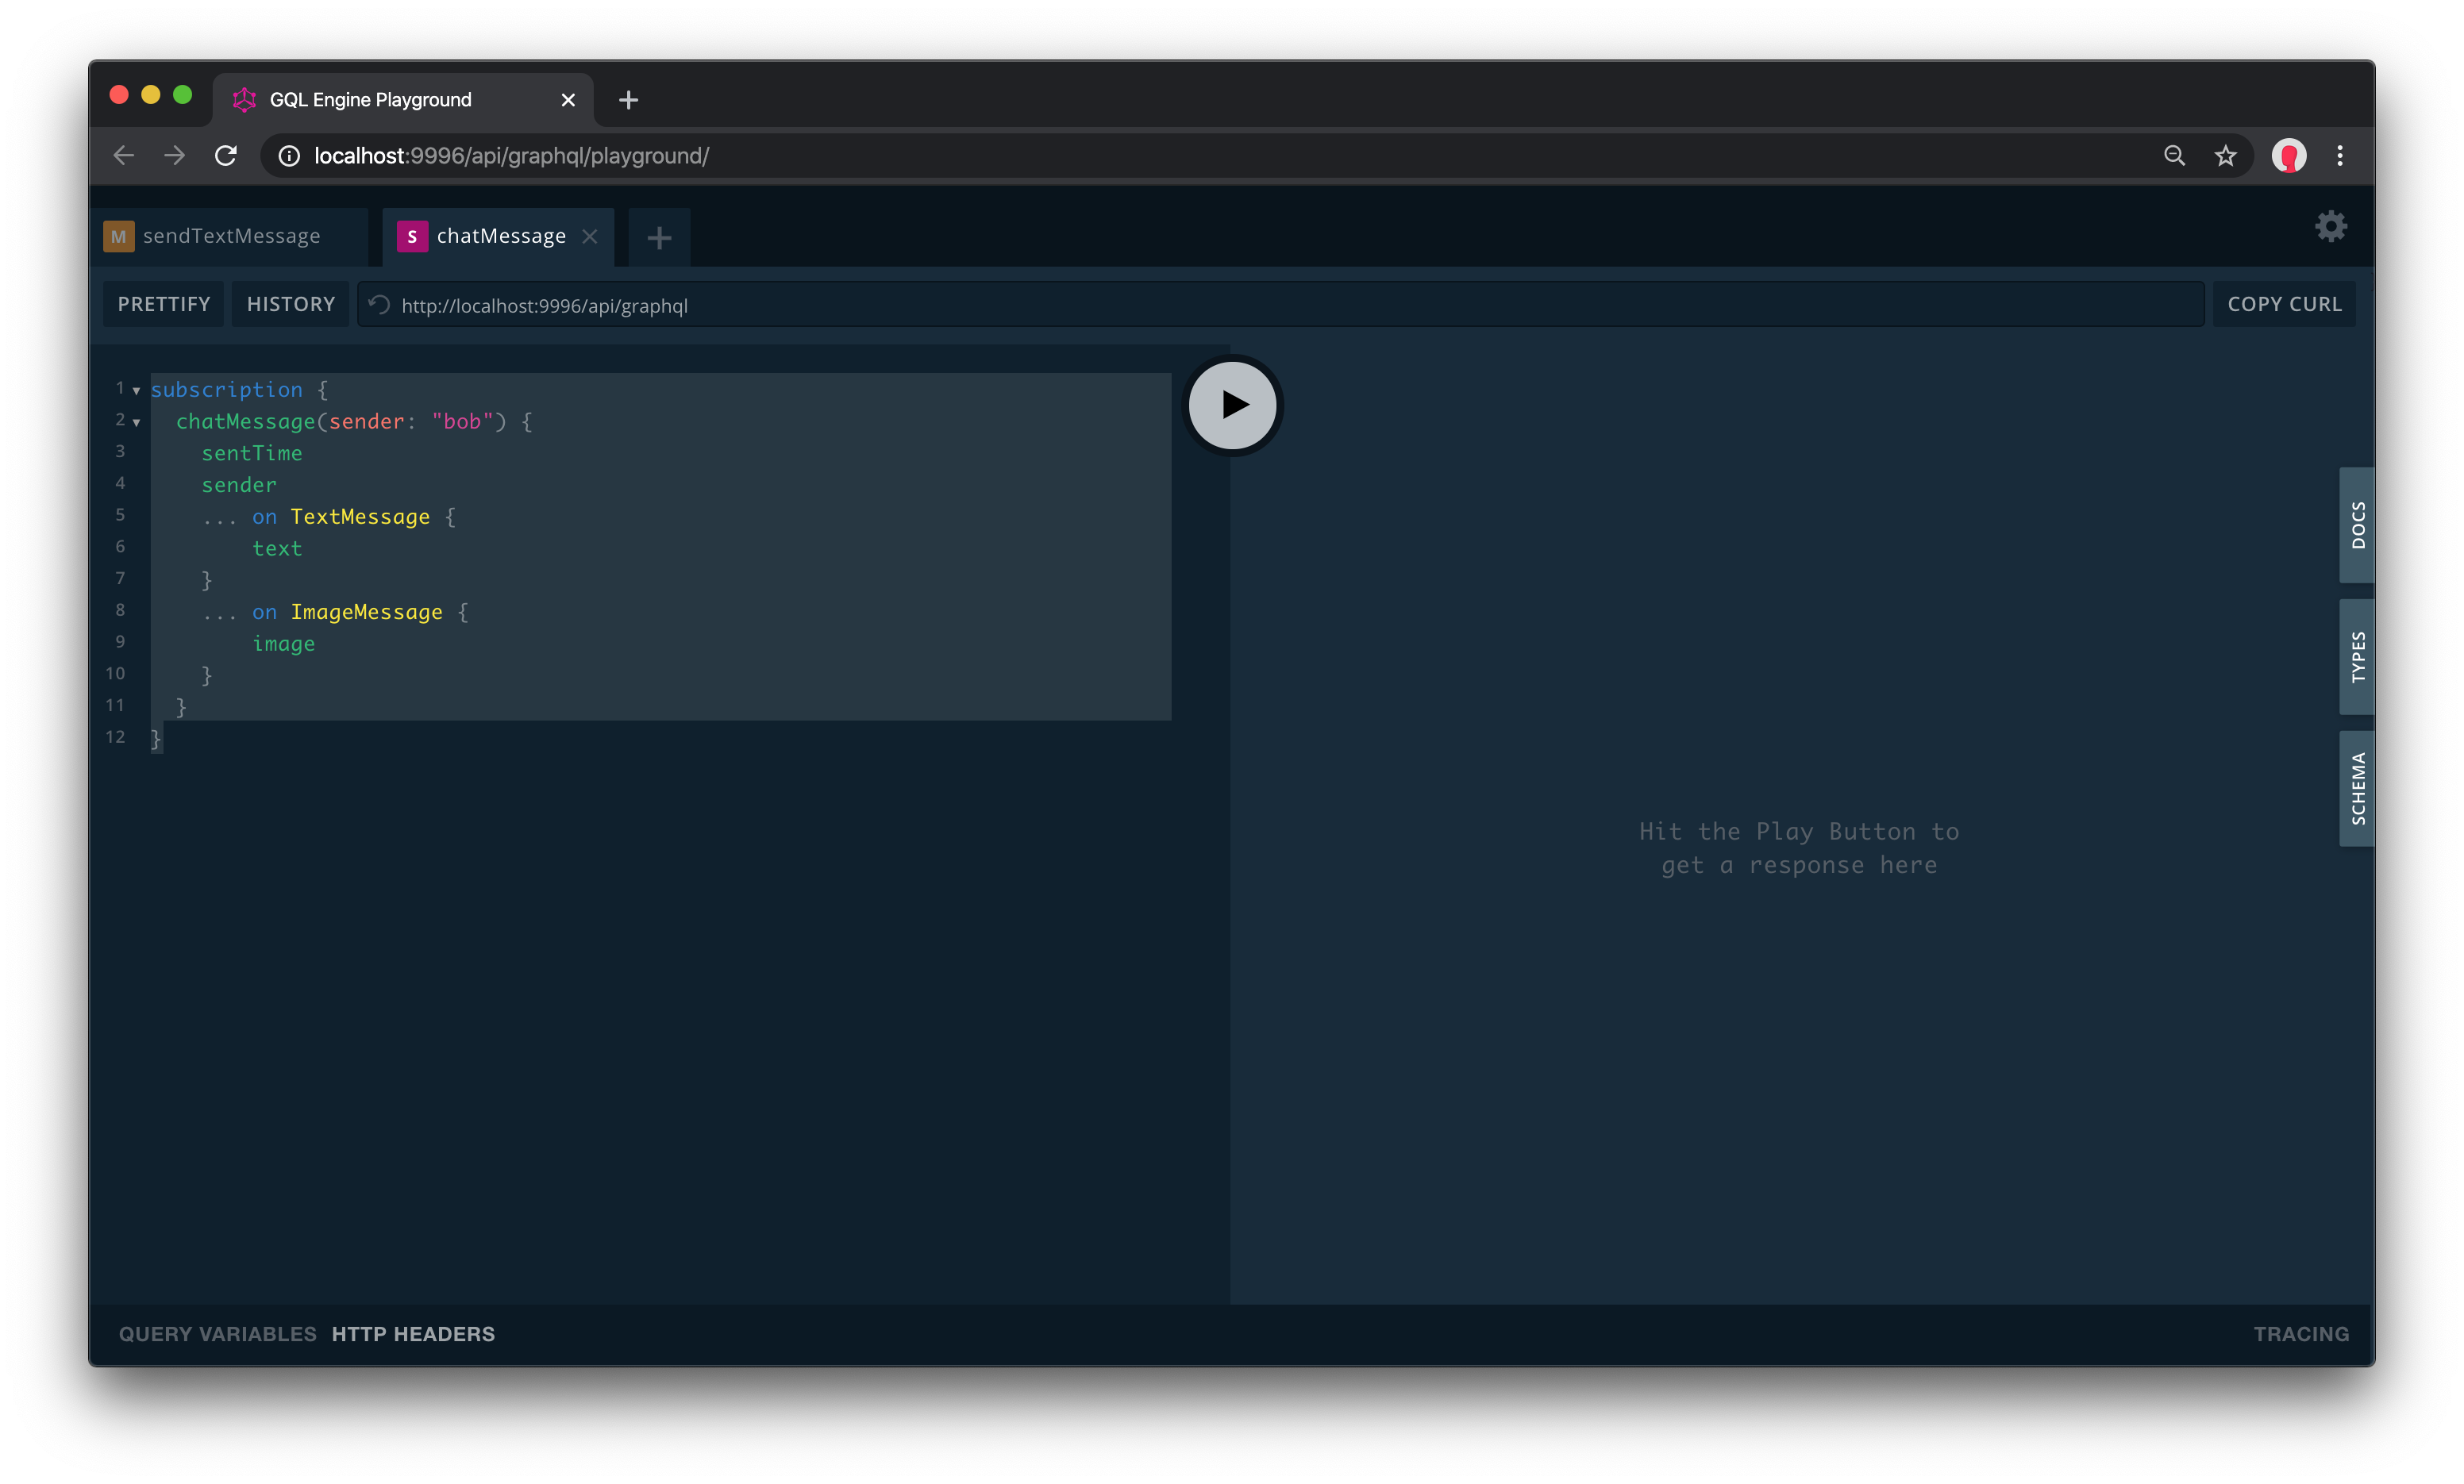 GQL Engine Playground
localhost:9996/api/graphql/playground/
M sendTextMessage
S chatMessage
PRETTIFY HISTORY http://localhost:9996/api/graphql COPY CURL
1 subscription {
2   chatMessage(sender: "bob") {
3     sentTime
4     sender
5     ... on TextMessage {
6         text
7     }
8     ... on ImageMessage {
9         image
10     }
11   }
12 }
Hit the Play Button to
get a response here
DOCS
TYPES
SCHEMA
QUERY VARIABLES HTTP HEADERS TRACING